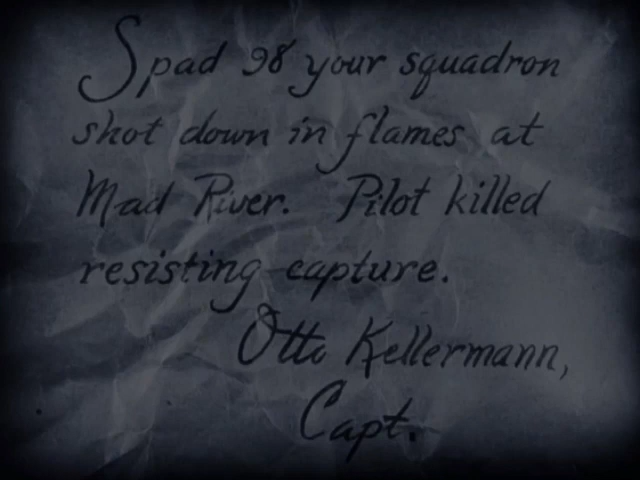 Spad 98 your squadron
shot down in flames at
Mad River. Pilot killed
resisting capture.
Otto Kellermann,
Capt.